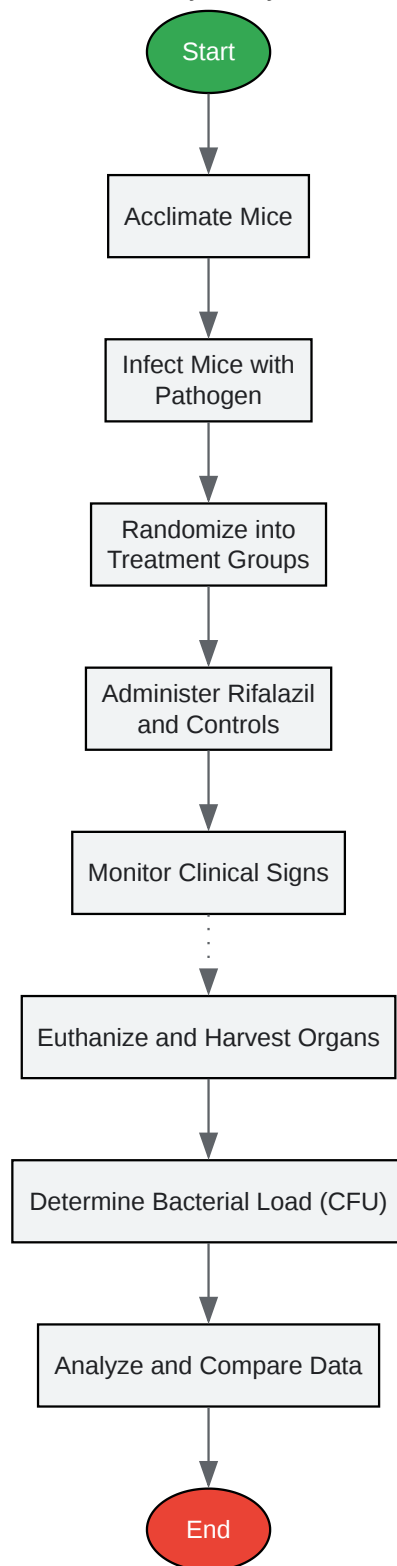 Start
Acclimate Mice
Infect Mice with
Pathogen
Randomize into
Treatment Groups
Administer Rifalazil
and Controls
Monitor Clinical Signs
Euthanize and Harvest Organs
Determine Bacterial Load (CFU)
Analyze and Compare Data
End